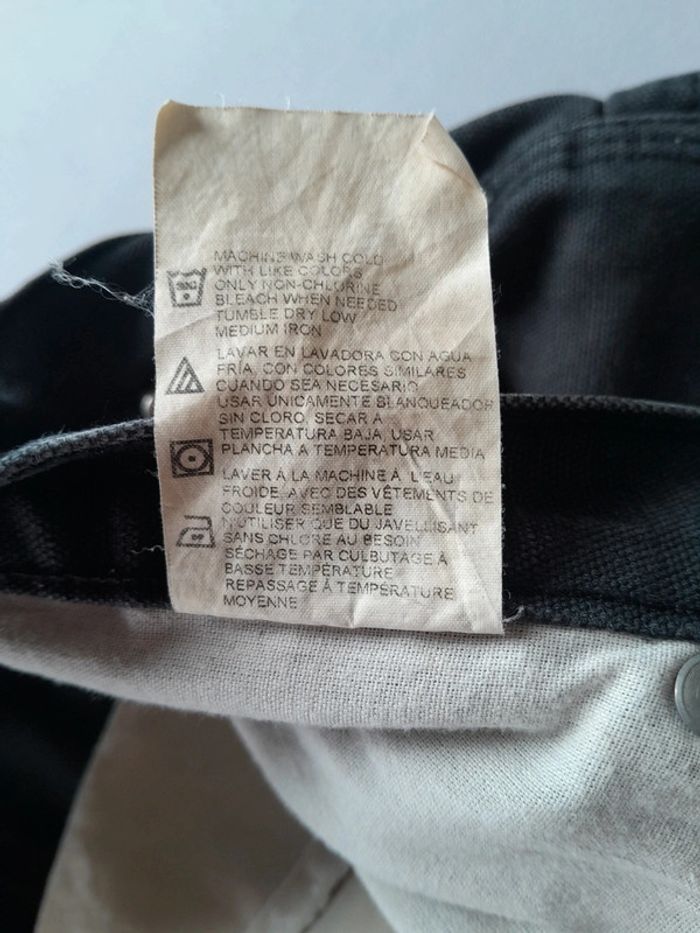 MACHINE WASH COLD
WITH LIKE COLORS
ONLY NON-CHLORINE
BLEACH WHEN NEEDED
TUMBLE DRY LOW
MEDIUM IRON
LAVAR EN LAVADORA CON AGUA
FRÍA, CON COLORES SIMILARES
CUANDO SEA NECESARIO
USAR ÚNICAMENTE BLANQUEADOR
SIN CLORO, SECAR A
TEMPERATURA BAJA, USAR
PLANCHA A TEMPERATURA MEDIA
LAVER À LA MACHINE À L'EAU
FROIDE, AVEC DES VÊTEMENTS DE
COULEUR SEMBLABLE
N'UTILISER QUE DU JAVELLISANT
SANS CHLORE AU BESOIN
SÉCHAGE PAR CULBUTAGE À
BASSE TEMPÉRATURE
REPASSAGE À TEMPÉRATURE
MOYENNE